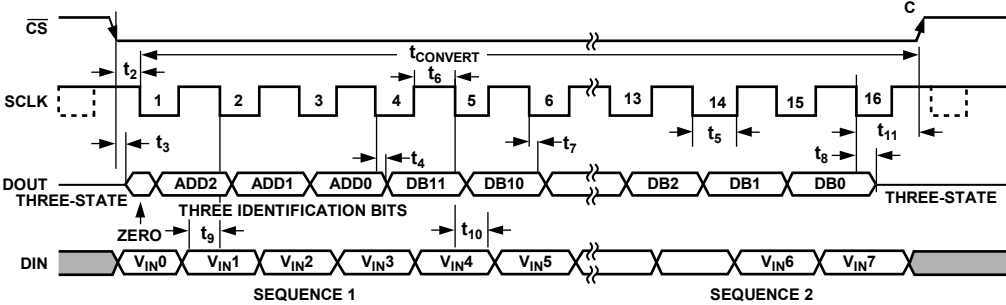 CS
C
tCONVERT
t2
t6
SCLK
1 2 3 4 5 6 13 14 15 16
t3
t4
t7
t5
t8
t11
DOUT
THREE-STATE
ADD2 ADD1 ADD0 DB11 DB10 DB2 DB1 DB0
THREE-STATE
THREE IDENTIFICATION BITS
ZERO
t9
t10
DIN
VIN0 VIN1 VIN2 VIN3 VIN4 VIN5 VIN6 VIN7
SEQUENCE 1
SEQUENCE 2